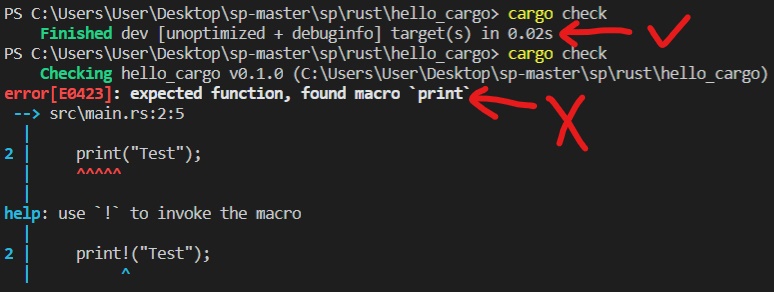 PS C:\Users\User\Desktop\sp-master\sp\rust\hello_cargo> cargo check
    Finished dev [unoptimized + debuginfo] target(s) in 0.02s
PS C:\Users\User\Desktop\sp-master\sp\rust\hello_cargo> cargo check
    Checking hello_cargo v0.1.0 (C:\Users\User\Desktop\sp-master\sp\rust\hello_cargo)
error[E0423]: expected function, found macro `print`
 --> src\main.rs:2:5
  |
2 |     print("Test");
  |     ^^^^^
  |
help: use `!` to invoke the macro
  |
2 |     print!("Test");
  |          ^